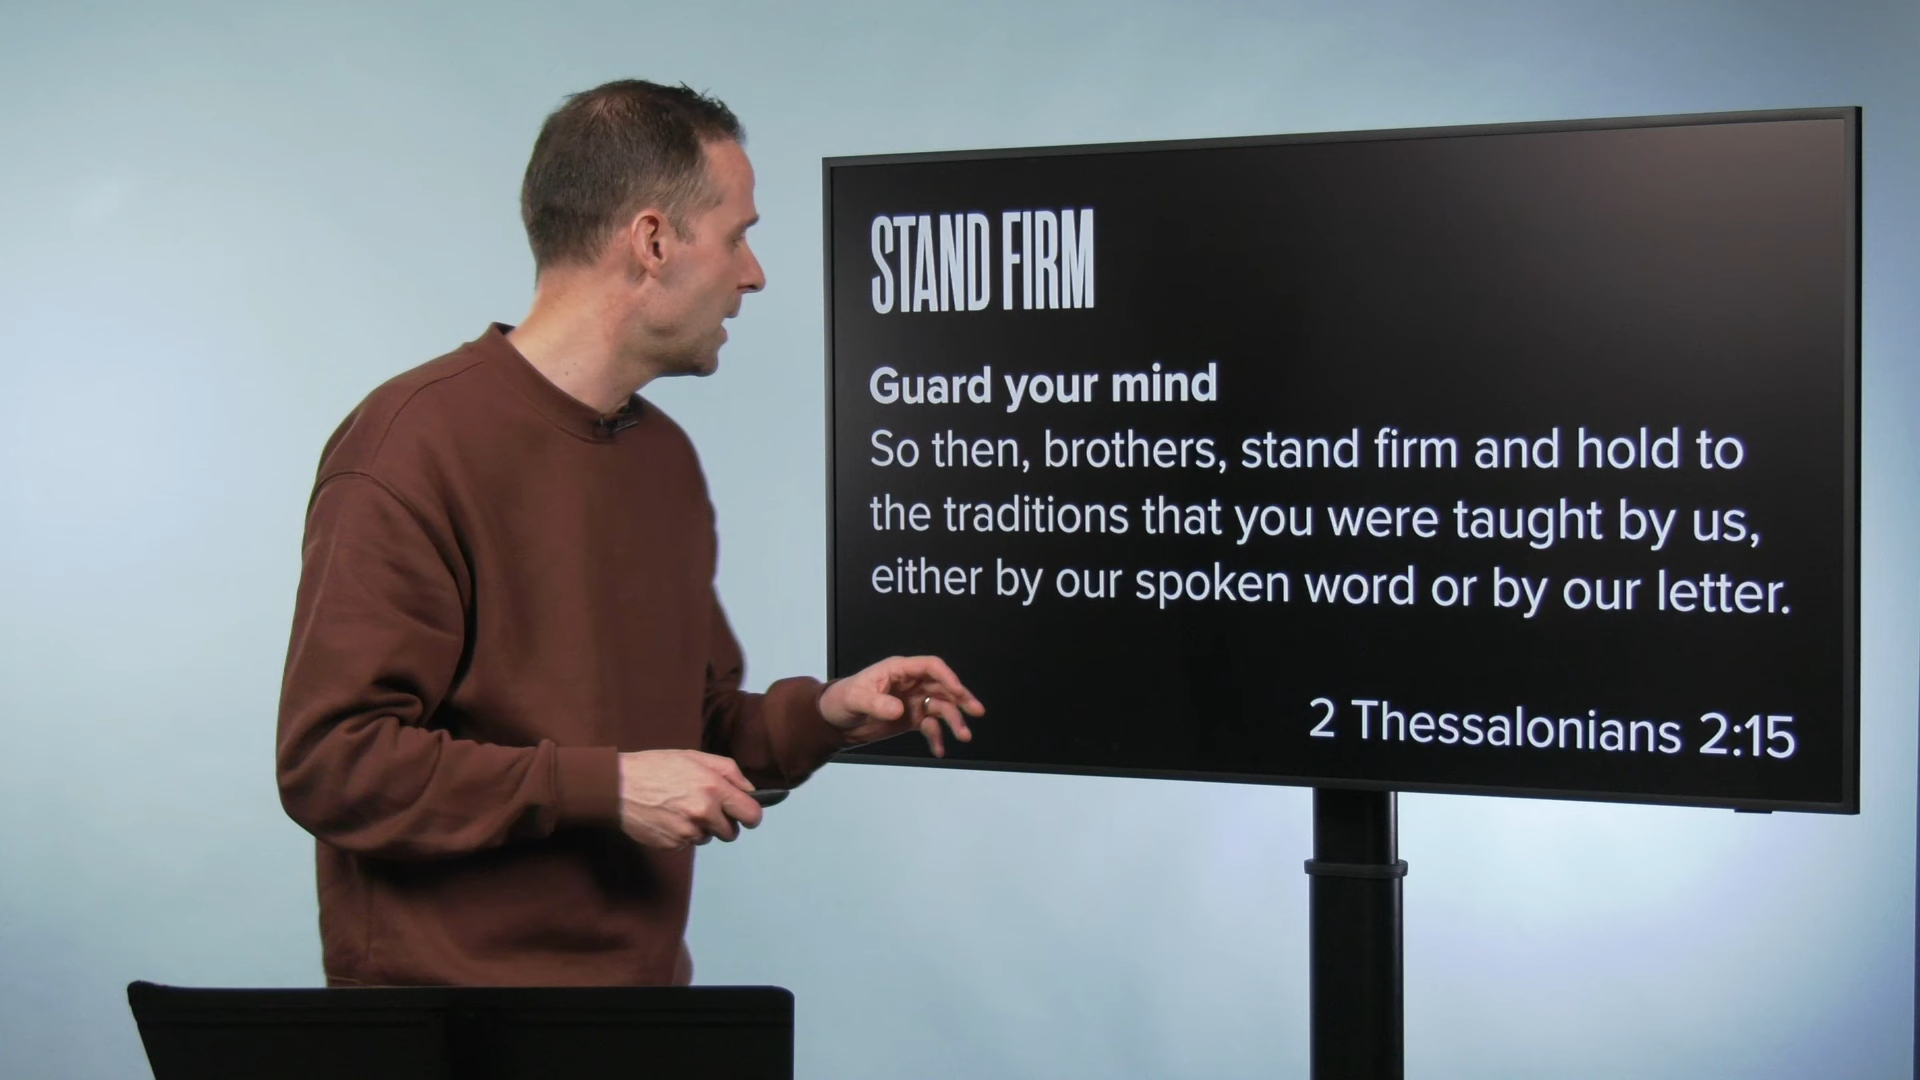 STAND FIRM
Guard your mind
So then, brothers, stand firm and hold to
the traditions that you were taught by us,
either by our spoken word or by our letter.
2 Thessalonians 2:15